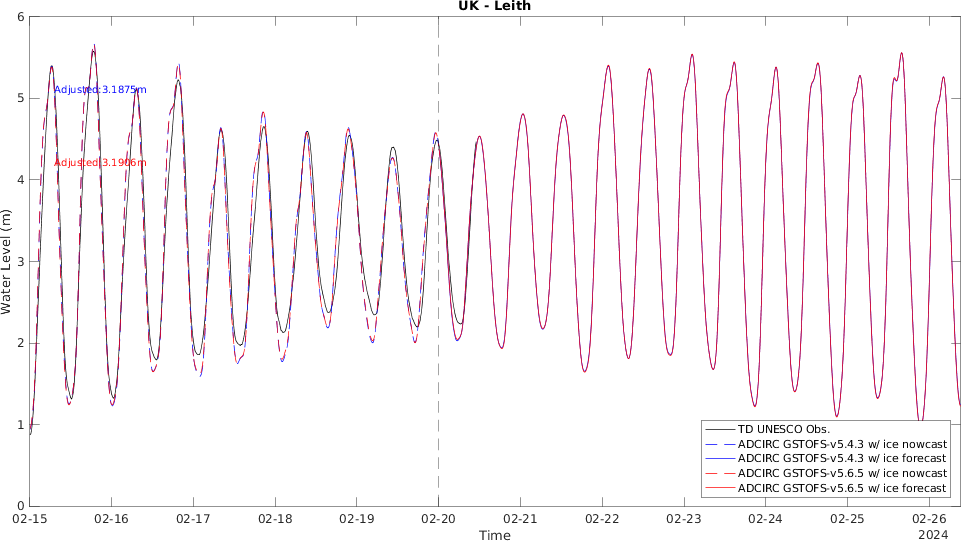 UK - Leith
6
5
4
3
2
1
0
Water Level (m)
Adjusted:3.1875m
Adjusted:3.1906m
TD UNESCO Obs.
ADCIRC GSTOFS-v5.4.3 w/ ice nowcast
ADCIRC GSTOFS-v5.4.3 w/ ice forecast
ADCIRC GSTOFS-v5.6.5 w/ ice nowcast
ADCIRC GSTOFS-v5.6.5 w/ ice forecast
02-15 02-16 02-17 02-18 02-19 02-20 02-21 02-22 02-23 02-24 02-25 02-26
Time
2024